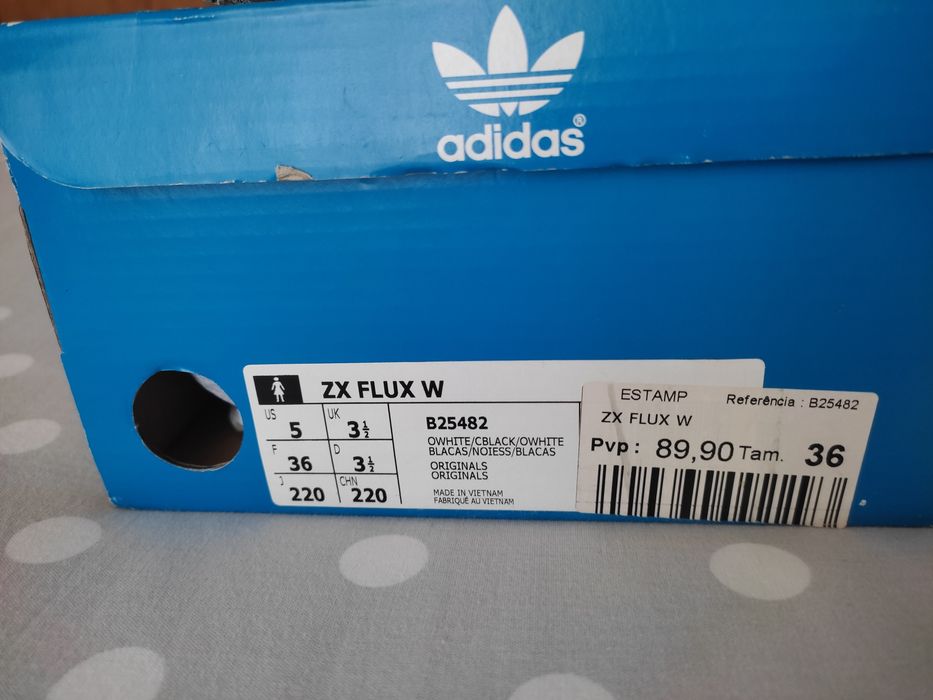 adidas®
ZX FLUX W
US 5 UK 3½
F 36 D 3½
J 220 CHN 220
B25482
OWHITE/CBLACK/OWHITE
BLACAS/NOIESS/BLACAS
ORIGINALS
ORIGINALS
MADE IN VIETNAM
FABRIQUÉ AU VIETNAM
ESTAMP Referência : B25482
ZX FLUX W
Pvp : 89,90 Tam. 36